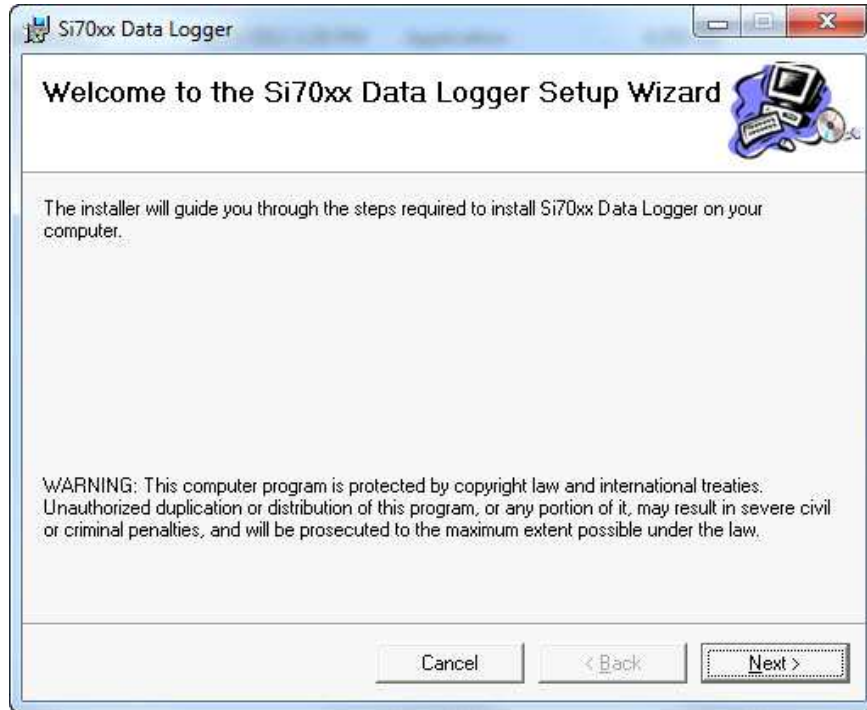 Si70xx Data Logger
Welcome to the Si70xx Data Logger Setup Wizard
The installer will guide you through the steps required to install Si70xx Data Logger on your
computer.
WARNING: This computer program is protected by copyright law and international treaties.
Unauthorized duplication or distribution of this program, or any portion of it, may result in severe civil
or criminal penalties, and will be prosecuted to the maximum extent possible under the law.
Cancel
< Back
Next >